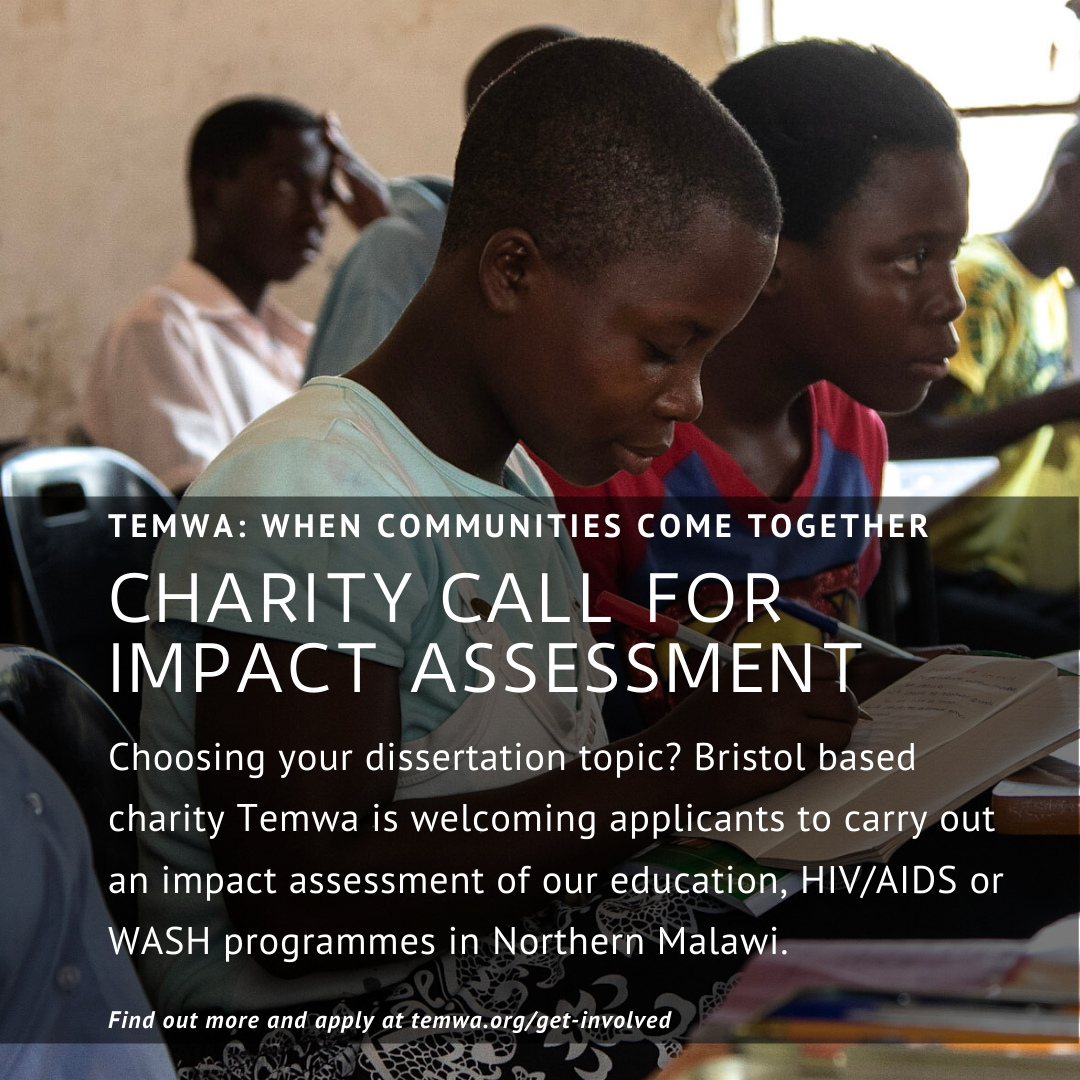 TEMWA: WHEN COMMUNITIES COME TOGETHER
CHARITY CALL FOR
IMPACT ASSESSMENT
Choosing your dissertation topic? Bristol based
charity Temwa is welcoming applicants to carry out
an impact assessment of our education, HIV/AIDS or
WASH programmes in Northern Malawi.
Find out more and apply at temwa.org/get-involved